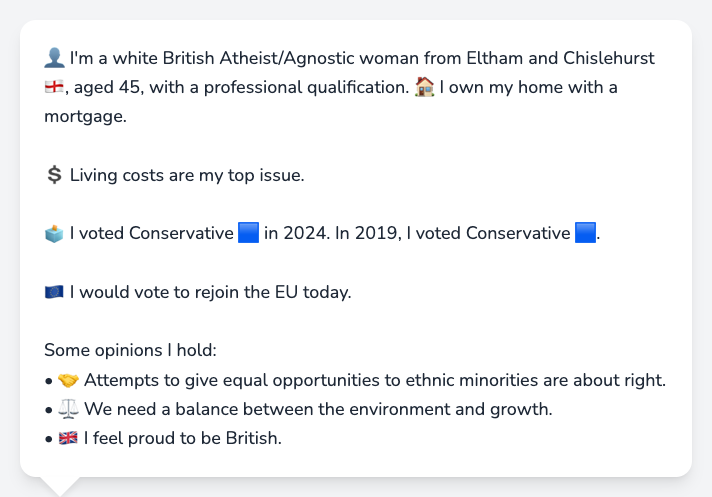 👤 I'm a white British Atheist/Agnostic woman from Eltham and Chislehurst
🏴󠁧󠁢󠁥󠁮󠁧󠁿, aged 45, with a professional qualification. 🏠 I own my home with a
mortgage.
💲 Living costs are my top issue.
🗳️ I voted Conservative 🟦 in 2024. In 2019, I voted Conservative 🟦.
🇪🇺 I would vote to rejoin the EU today.
Some opinions I hold:
• 🤝 Attempts to give equal opportunities to ethnic minorities are about right.
• ⚖️ We need a balance between the environment and growth.
• 🇬🇧 I feel proud to be British.